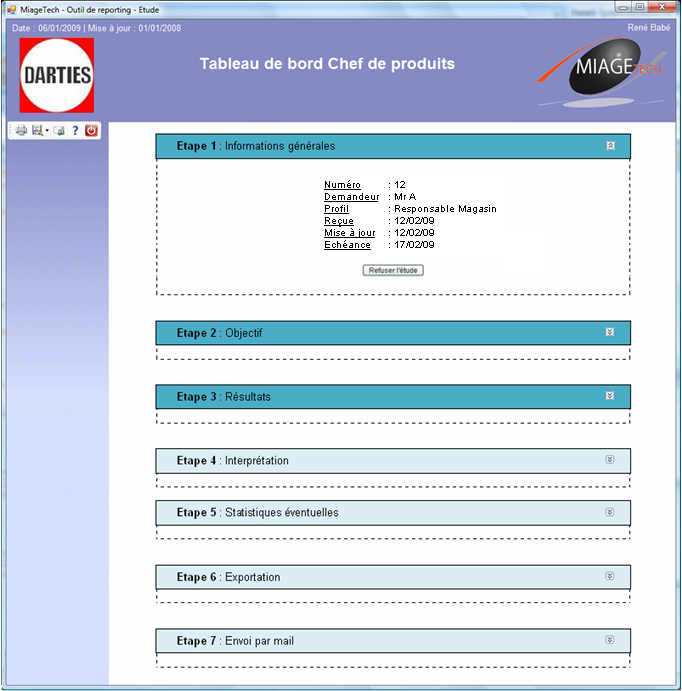 MiageTech - Outil de reporting - Etude
Date : 06/01/2009 | Mise à jour : 01/01/2008
René Babé
DARTIES
Tableau de bord Chef de produits
MIAGETECH
?
Etape 1 : Informations générales
Numéro : 12
Demandeur : Mr A
Profil : Responsable Magasin
Reçue : 12/02/09
Mise à jour : 12/02/09
Echéance : 17/02/09
Refuser l'étude
Etape 2 : Objectif
Etape 3 : Résultats
Etape 4 : Interprétation
Etape 5 : Statistiques éventuelles
Etape 6 : Exportation
Etape 7 : Envoi par mail